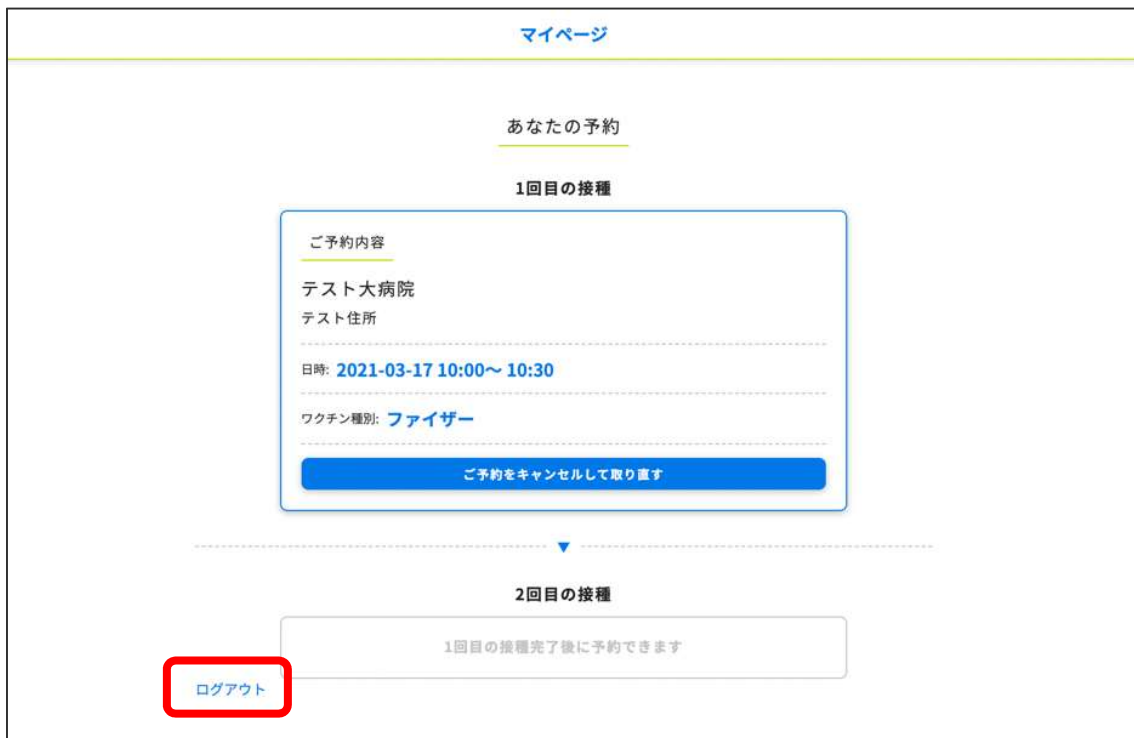 マイページ
あなたの予約
1回目の接種
ご予約内容
テスト大病院
テスト住所
日時: 2021-03-17 10:00〜 10:30
ワクチン種別: ファイザー
ご予約をキャンセルして取り直す
▼
2回目の接種
1回目の接種完了後に予約できます
ログアウト